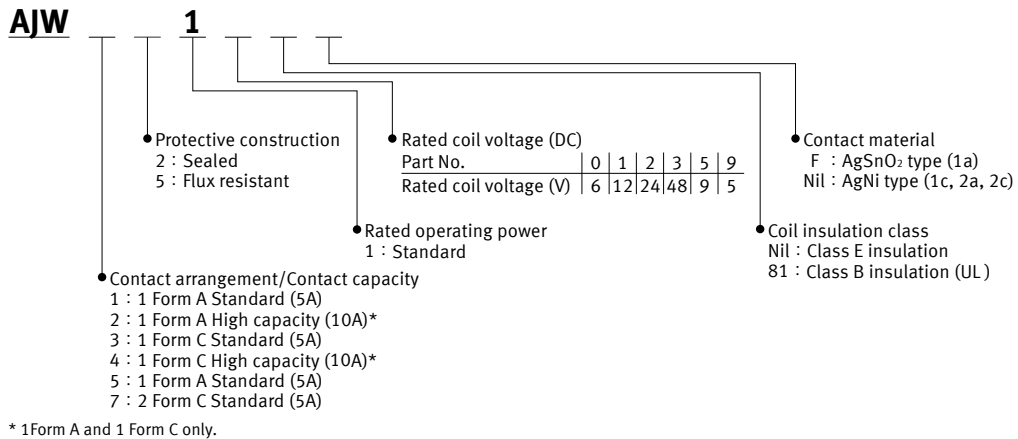 AJW 1
Protective construction
2 : Sealed
5 : Flux resistant
Rated coil voltage (DC)
Part No. 0 1 2 3 5 9
Rated coil voltage (V) 6 12 24 48 9 5
Contact material
F : AgSnO₂ type (1a)
Nil : AgNi type (1c, 2a, 2c)
Rated operating power
1 : Standard
Coil insulation class
Nil : Class E insulation
81 : Class B insulation (UL)
Contact arrangement/Contact capacity
1 : 1 Form A Standard (5A)
2 : 1 Form A High capacity (10A)*
3 : 1 Form C Standard (5A)
4 : 1 Form C High capacity (10A)*
5 : 1 Form A Standard (5A)
7 : 2 Form C Standard (5A)
* 1Form A and 1 Form C only.